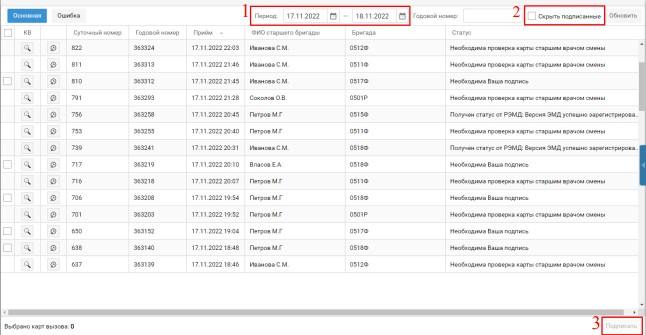 Основная Ошибка 1 Период: 17.11.2022 — 18.11.2022 Годовой номер: 2 Скрыть подписанные Обновить
КВ Суточный номер Годовой номер Приём ФИО старшего бригады Бригада Статус
822 363324 17.11.2022 22:03 Иванова С.М. 0512Ф Необходима проверка карты старшим врачом смены
811 363313 17.11.2022 21:46 Иванова С.М. 0511Ф Необходима проверка карты старшим врачом смены
810 363312 17.11.2022 21:45 Иванова С.М. 0517Ф Необходима Ваша подпись
791 363293 17.11.2022 21:28 Соколов О.В. 0501Р Необходима проверка карты старшим врачом смены
756 363258 17.11.2022 20:45 Петров М.Г 0515Ф Получен статус от РЭМД: Версия ЭМД успешно зарегистрирова...
753 363255 17.11.2022 20:40 Петров М.Г 0511Ф Необходима проверка карты старшим врачом смены
739 363241 17.11.2022 20:31 Иванова С.М. 0518Ф Получен статус от РЭМД: Версия ЭМД успешно зарегистрирова...
717 363219 17.11.2022 20:10 Власов Е.А. 0518Ф Необходима Ваша подпись
716 363218 17.11.2022 20:07 Петров М.Г 0511Ф Необходима проверка карты старшим врачом смены
706 363208 17.11.2022 19:54 Петров М.Г 0518Ф Необходима Ваша подпись
701 363203 17.11.2022 19:52 Петров М.Г 0501Р Необходима проверка карты старшим врачом смены
650 363152 17.11.2022 19:04 Петров М.Г 0517Ф Необходима Ваша подпись
638 363140 17.11.2022 18:48 Петров М.Г 0518Ф Необходима Ваша подпись
637 363139 17.11.2022 18:46 Иванова С.М. 0512Ф Необходима проверка карты старшим врачом смены
Выбрано карт вызова: 0 3 Подписать